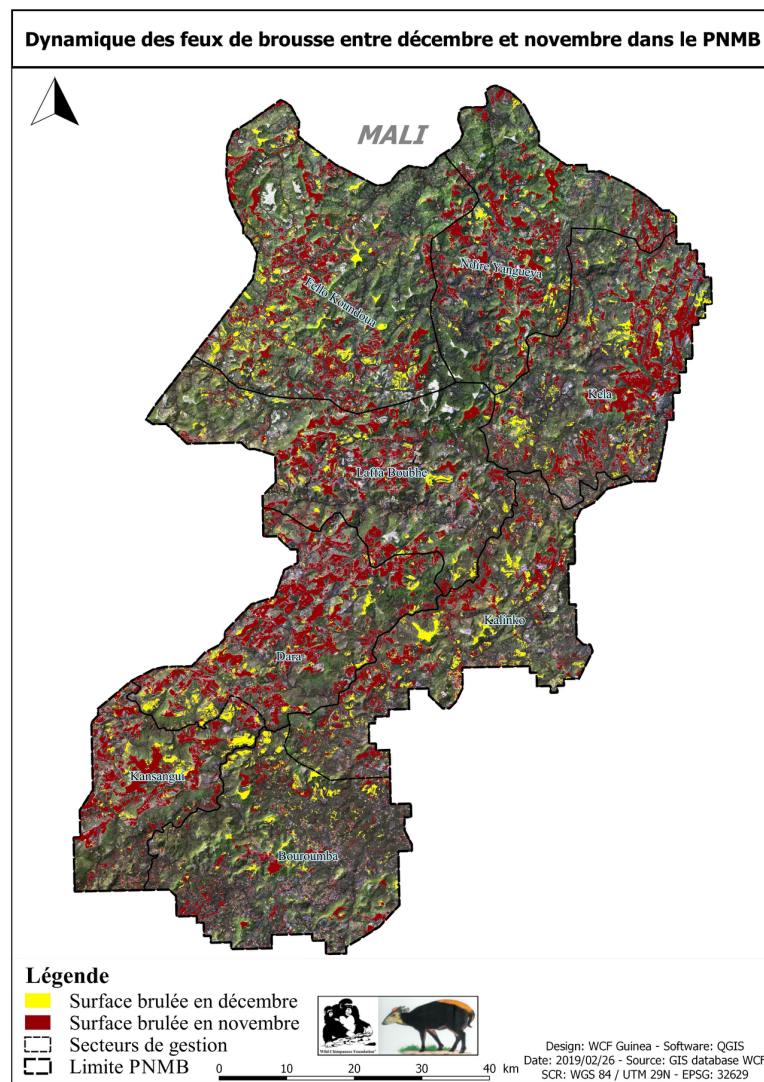 Dynamique des feux de brousse entre décembre et novembre dans le PNMB
MALI
Ndire Yangueya
Fello Koundoua
Kela
Laffa Boubhe
Kalinko
Dara
Kansangui
Bouroumba
Légende
Surface brulée en décembre
Surface brulée en novembre
Secteurs de gestion
Limite PNMB
Wild Chimpanzee Foundation
0 10 20 30 40 km
Design: WCF Guinea - Software: QGIS
Date: 2019/02/26 - Source: GIS database WCF
SCR: WGS 84 / UTM 29N - EPSG: 32629